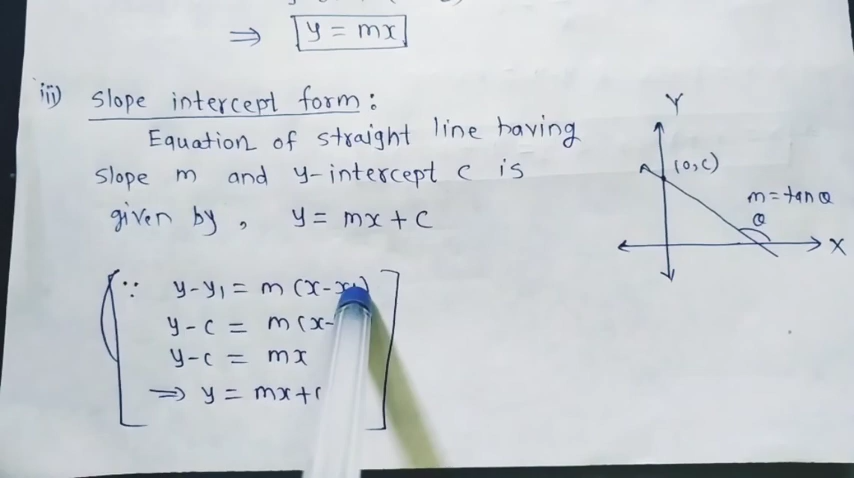 ⇒ y = mx
iii) Slope intercept form:
Equation of straight line having
slope m and y-intercept c is
given by, y = mx + c
∵ y-y₁ = m (x-x₁)
y-c = m(x-
y-c = mx
⇒ y = mx+c
Y
(0,c)
m = tan θ
θ
X